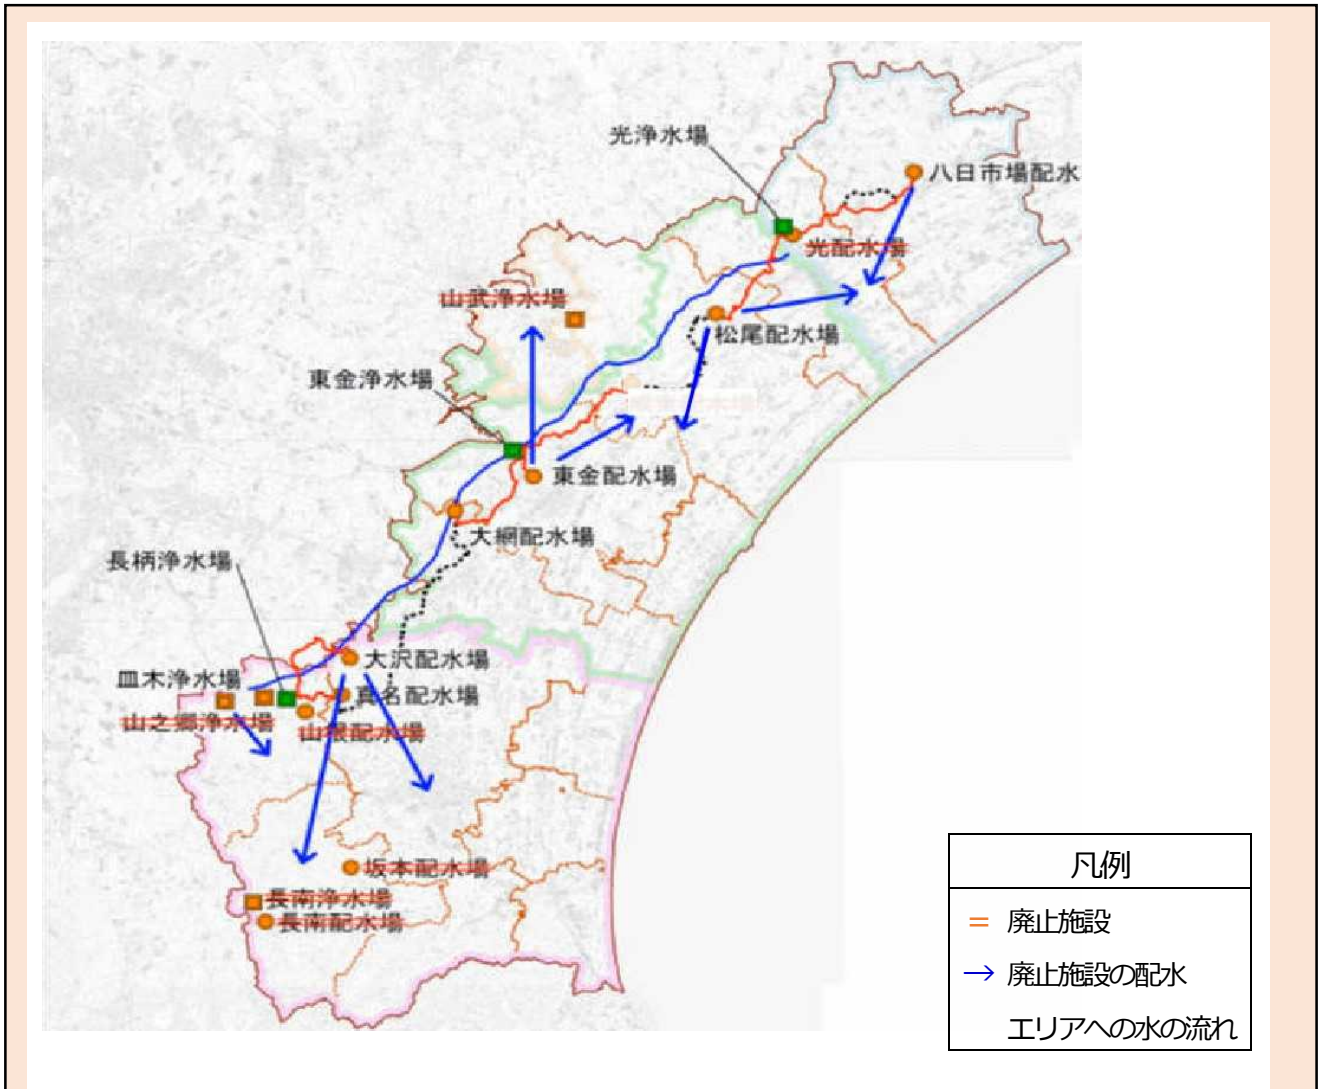 光浄水場
八日市場配水
光配水場
山武浄水場
松尾配水場
東金浄水場
東金配水場
大網配水場
長柄浄水場
大沢配水場
皿木浄水場
真名配水場
山之郷浄水場
山根配水場
坂本配水場
長南浄水場
長南配水場
凡例
= 廃止施設
→ 廃止施設の配水
エリアへの水の流れ